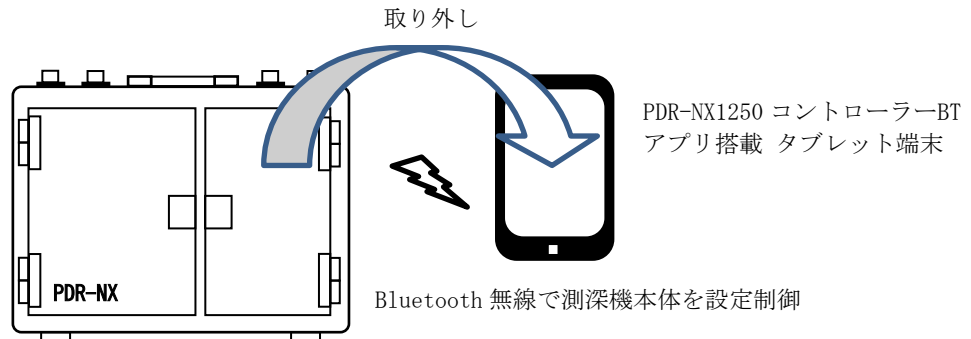 取り外し
PDR-NX1250 コントローラーBT
アプリ搭載 タブレット端末
PDR-NX
Bluetooth 無線で測深機本体を設定制御